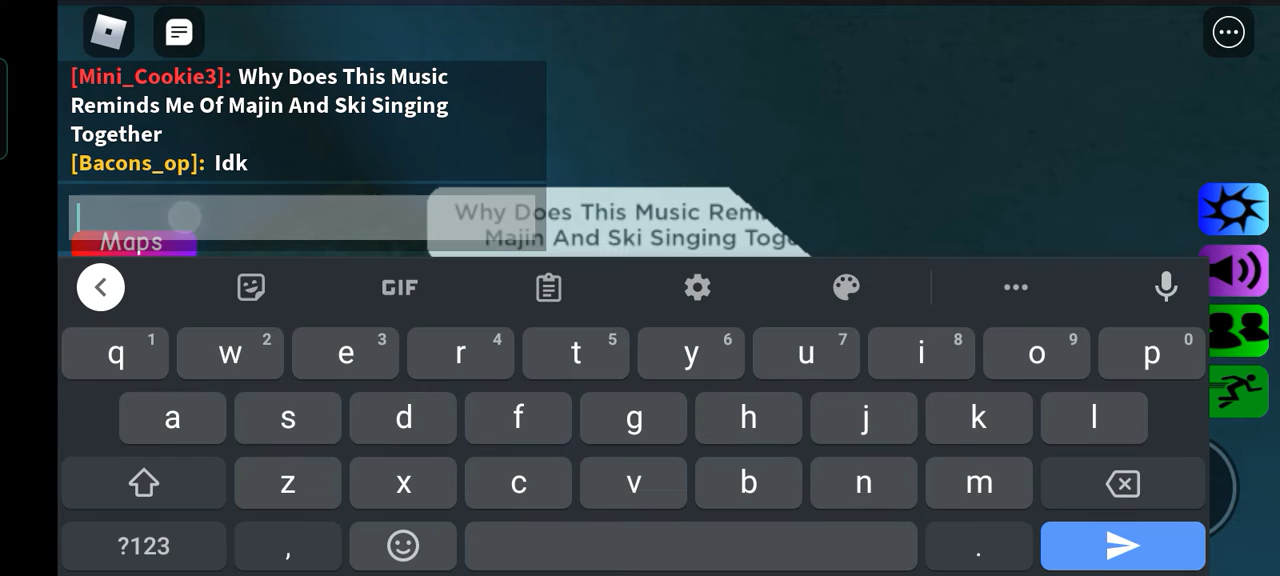 [Mini_Cookie3]: Why Does This Music
Reminds Me Of Majin And Ski Singing
Together
[Bacons_op]: Idk
Why Does This Music Rem
Majin And Ski Singing Toge
Maps
GIF
q 1 w 2 e 3 r 4 t 5 y 6 u 7 i 8 o 9 p 0
a s d f g h j k l
z x c v b n m
?123 , .